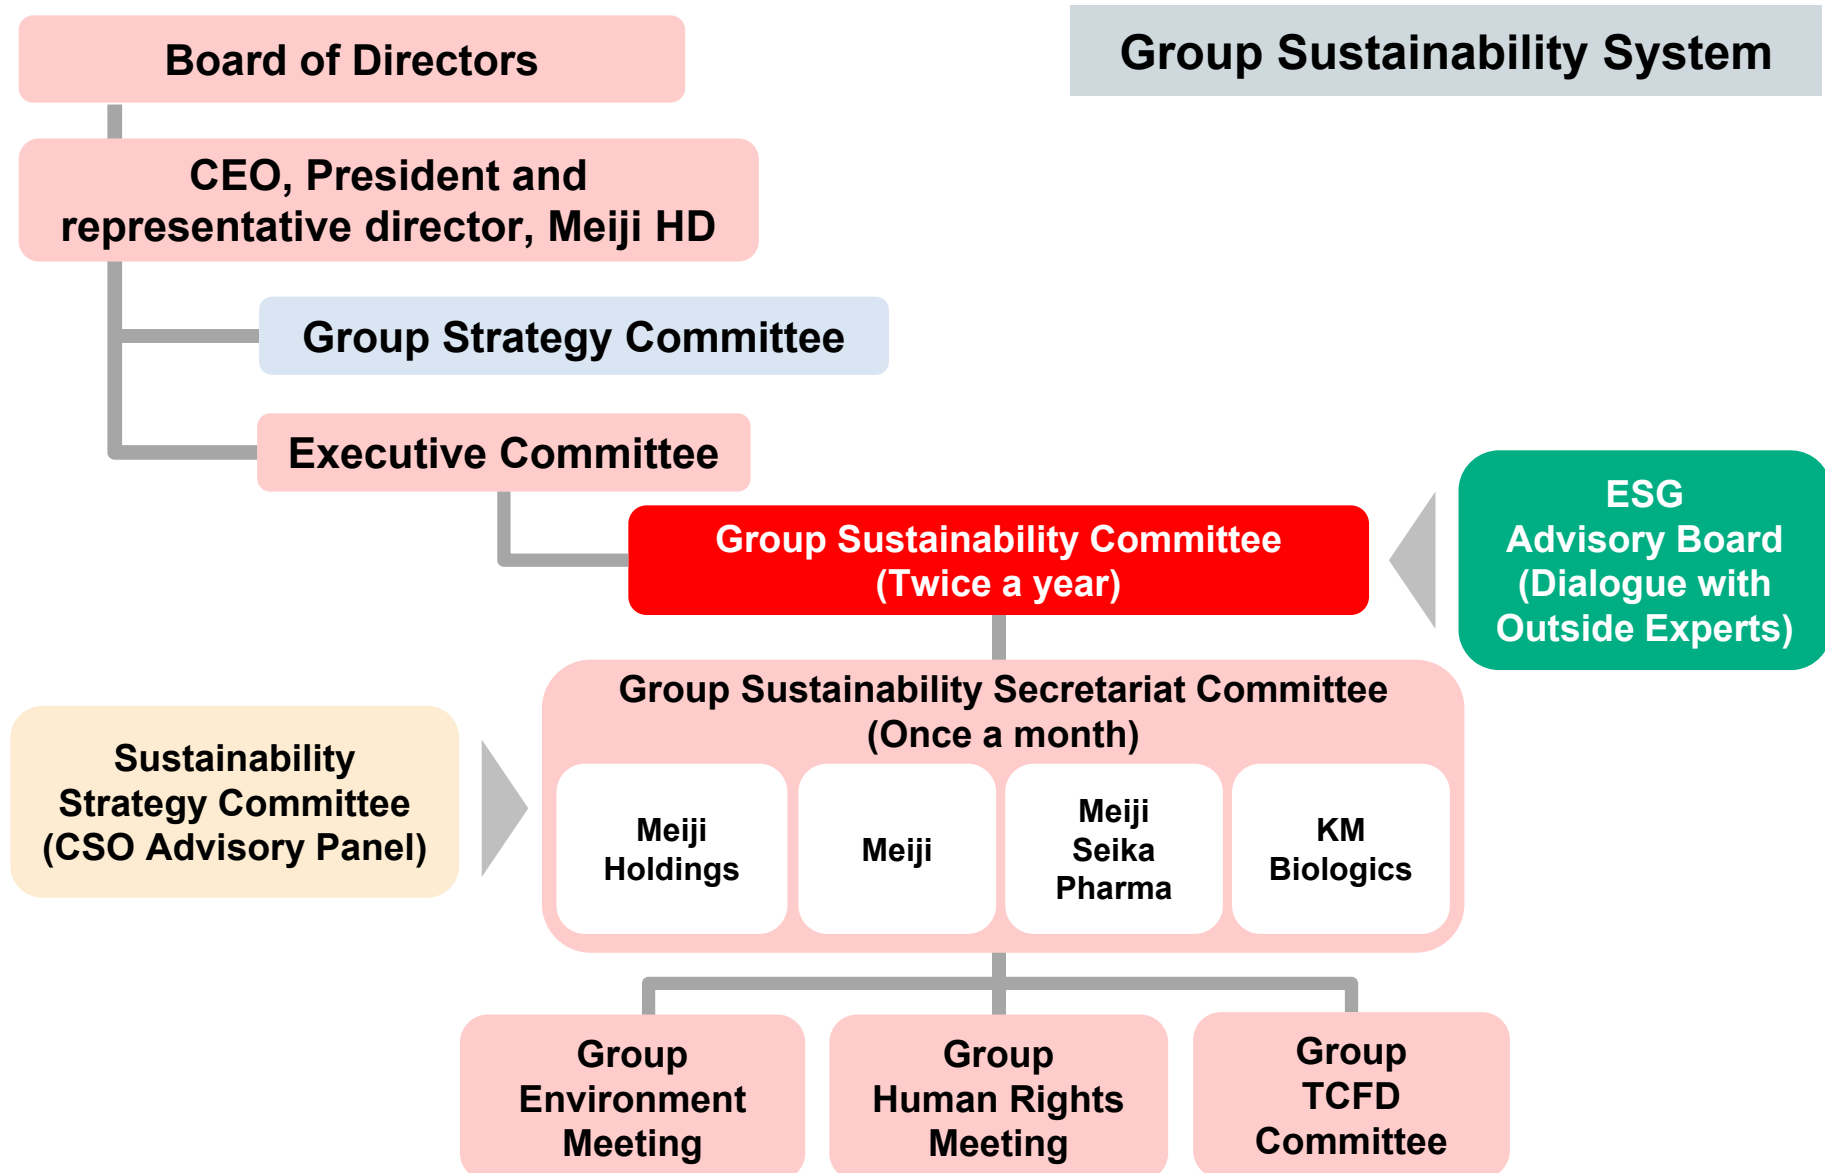 Board of Directors
Group Sustainability System
CEO, President and
representative director, Meiji HD
Group Strategy Committee
Executive Committee
Group Sustainability Committee
(Twice a year)
ESG
Advisory Board
(Dialogue with
Outside Experts)
Group Sustainability Secretariat Committee
(Once a month)
Sustainability
Strategy Committee
(CSO Advisory Panel)
Meiji
Holdings
Meiji
Meiji
Seika
Pharma
KM
Biologics
Group
Environment
Meeting
Group
Human Rights
Meeting
Group
TCFD
Committee